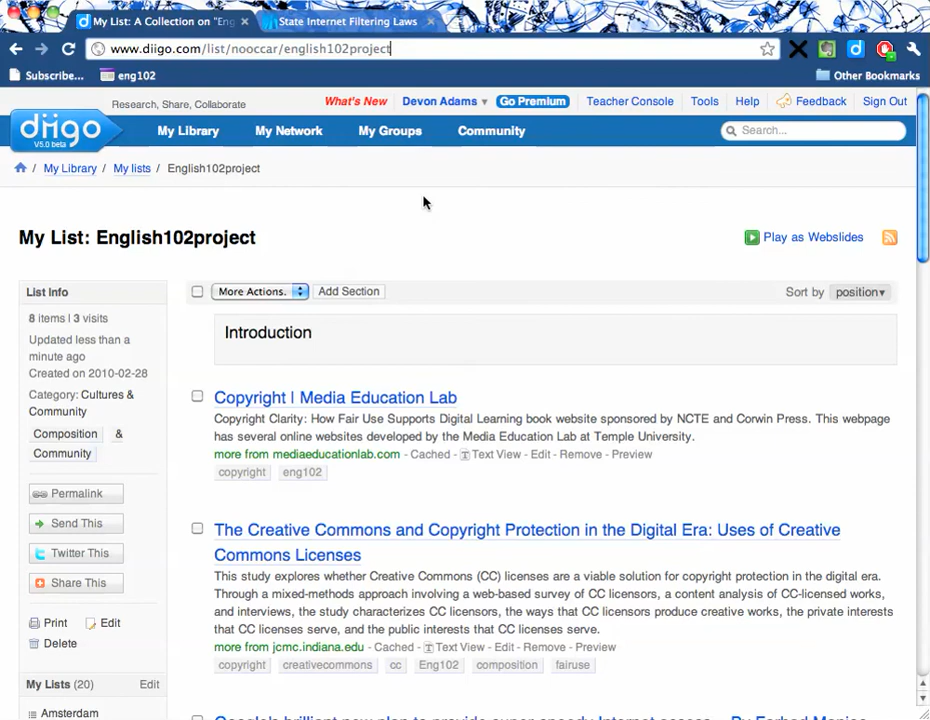 My List: A Collection on "Eng
State Internet Filtering Laws
www.diigo.com/list/nooccar/english102project
Subscribe...
eng102
Other Bookmarks
Research, Share, Collaborate
What's New
Devon Adams
Go Premium
Teacher Console
Tools
Help
Feedback
Sign Out
diigo
V5.0 beta
My Library
My Network
My Groups
Community
Search...
/ My Library / My lists / English102project
My List: English102project
Play as Webslides
List Info
More Actions.
Add Section
Sort by position▾
8 items | 3 visits
Updated less than a
minute ago
Created on 2010-02-28
Category: Cultures &
Community
Composition &
Community
Permalink
Send This
Twitter This
Share This
Print
Edit
Delete
My Lists (20)
Edit
Amsterdam
Introduction
Copyright | Media Education Lab
Copyright Clarity: How Fair Use Supports Digital Learning book website sponsored by NCTE and Corwin Press. This webpage
has several online websites developed by the Media Education Lab at Temple University.
more from mediaeducationlab.com - Cached - Text View - Edit - Remove - Preview
copyright eng102
The Creative Commons and Copyright Protection in the Digital Era: Uses of Creative
Commons Licenses
This study explores whether Creative Commons (CC) licenses are a viable solution for copyright protection in the digital era.
Through a mixed-methods approach involving a web-based survey of CC licensors, a content analysis of CC-licensed works,
and interviews, the study characterizes CC licensors, the ways that CC licensors produce creative works, the private interests
that CC licenses serve, and the public interests that CC licenses serve.
more from jcmc.indiana.edu - Cached - Text View - Edit - Remove - Preview
copyright creativecommons cc Eng102 composition fairuse